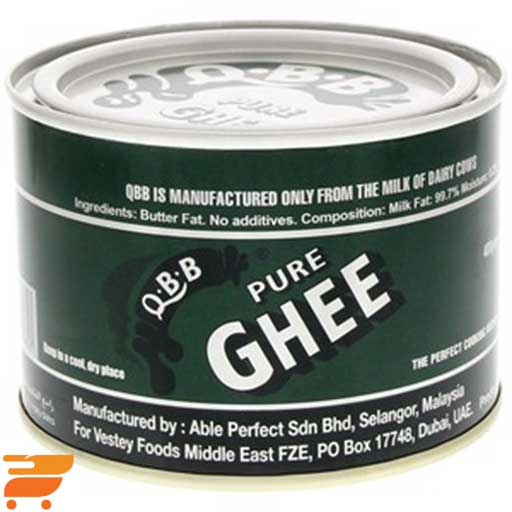 Q·B·B
PURE
GHEE
QBB IS MANUFACTURED ONLY FROM THE MILK OF DAIRY COWS
Ingredients: Butter Fat. No additives. Composition: Milk Fat: 99.7% Moisture:
Q·B·B
PURE
GHEE
Keep in a cool, dry place
THE PERFECT COOKING
Manufactured by : Able Perfect Sdn Bhd, Selangor, Malaysia
For Vestey Foods Middle East FZE, PO Box 17748, Dubai, UAE.